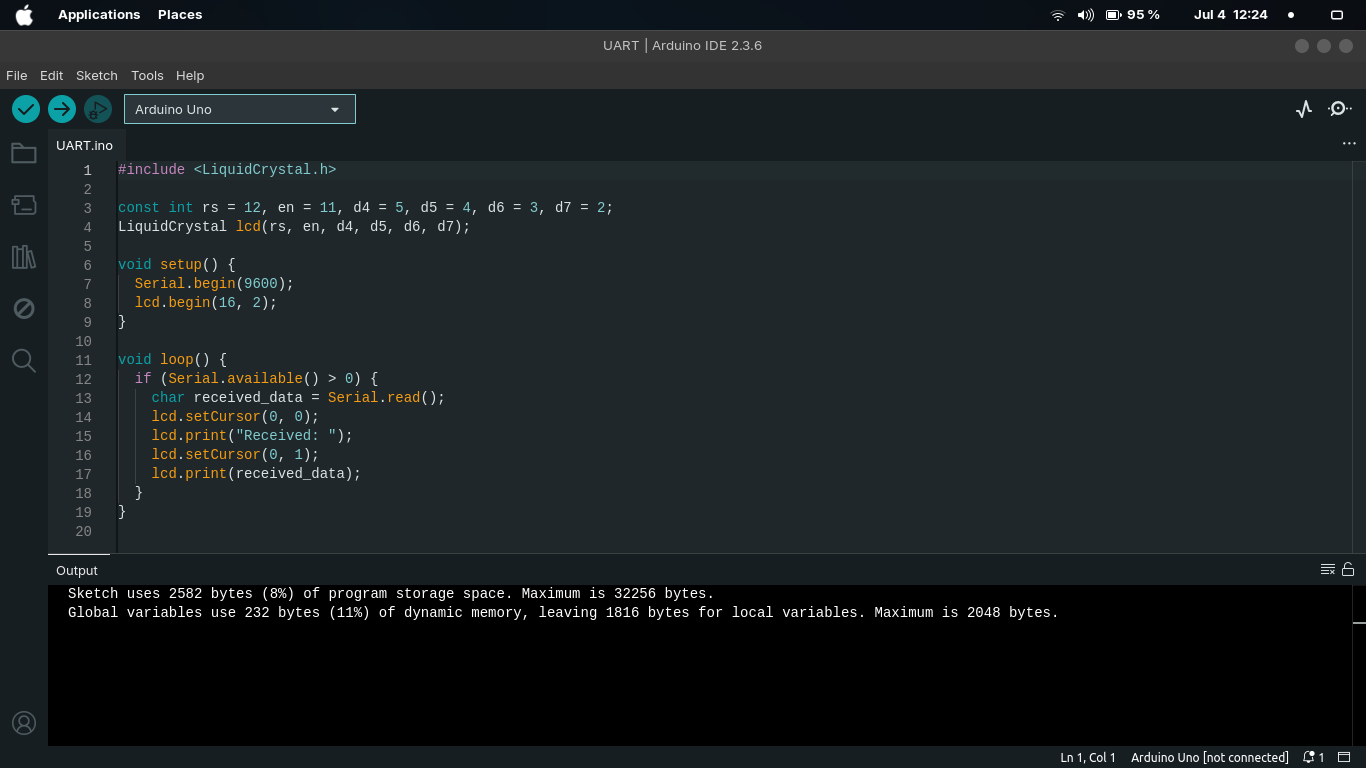 Applications Places 95 % Jul 4 12:24
UART | Arduino IDE 2.3.6
File Edit Sketch Tools Help
Arduino Uno
UART.ino
1 #include <LiquidCrystal.h>
2
3 const int rs = 12, en = 11, d4 = 5, d5 = 4, d6 = 3, d7 = 2;
4 LiquidCrystal lcd(rs, en, d4, d5, d6, d7);
5
6 void setup() {
7   Serial.begin(9600);
8   lcd.begin(16, 2);
9 }
10
11 void loop() {
12   if (Serial.available() > 0) {
13     char received_data = Serial.read();
14     lcd.setCursor(0, 0);
15     lcd.print("Received: ");
16     lcd.setCursor(0, 1);
17     lcd.print(received_data);
18   }
19 }
20
Output
Sketch uses 2582 bytes (8%) of program storage space. Maximum is 32256 bytes.
Global variables use 232 bytes (11%) of dynamic memory, leaving 1816 bytes for local variables. Maximum is 2048 bytes.
Ln 1, Col 1 Arduino Uno [not connected] 1